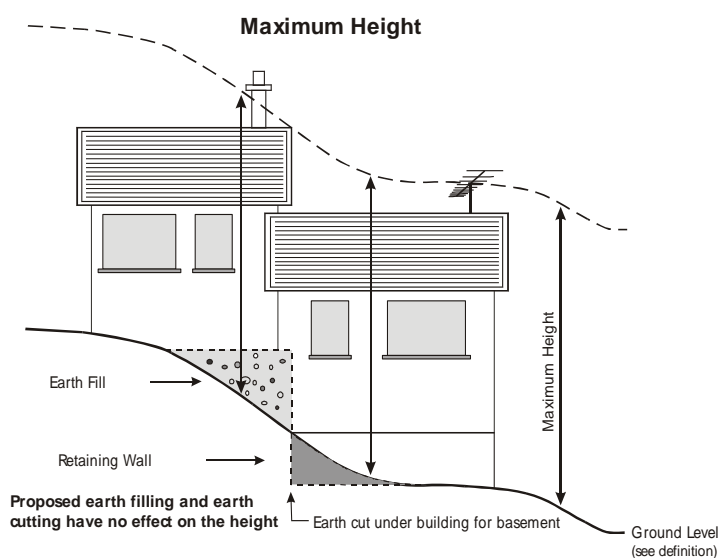 Maximum Height
Maximum Height
Earth Fill
Retaining Wall
Proposed earth filling and earth
cutting have no effect on the height
Earth cut under building for basement
Ground Level
(see definition)